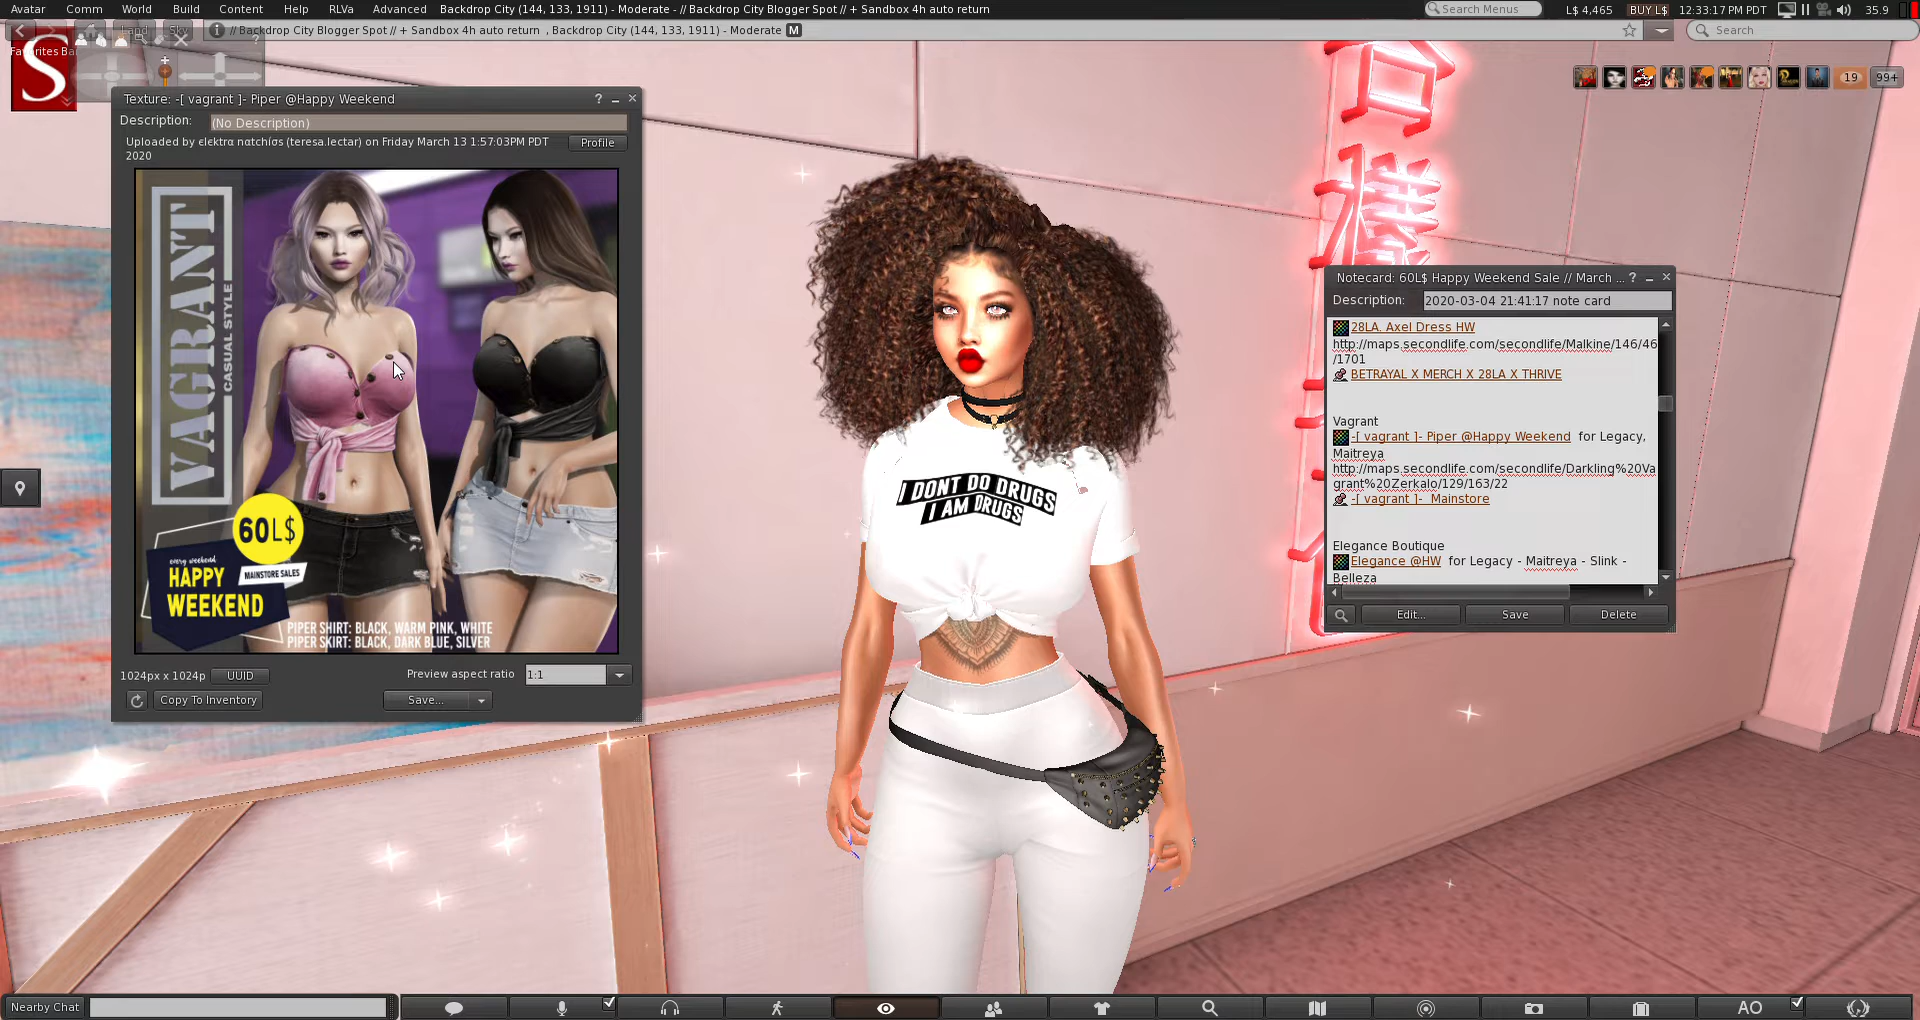 Avatar Comm World Build Content Help RLVa Advanced Backdrop City (144, 133, 1911) - Moderate - // Backdrop City Blogger Spot // + Sandbox 4h auto return
Search Menus L$ 4,465 BUY L$ 12:33:17 PM PDT 35.9
Land Sky // Backdrop City Blogger Spot // + Sandbox 4h auto return , Backdrop City (144, 133, 1911) - Moderate M
Search
Favorites Ba
S
19 99+
Texture: -[ vagrant ]- Piper @Happy Weekend ?
Description: (No Description)
Uploaded by εlεktrα nαtchíσs (teresa.lectar) on Friday March 13 1:57:03PM PDT
2020
Profile
VAGRANT
CASUAL STYLE
60L$
every weekend
HAPPY
WEEKEND
MAINSTORE SALES
PIPER SHIRT: BLACK, WARM PINK, WHITE
PIPER SKIRT: BLACK, DARK BLUE, SILVER
1024px x 1024p UUID Preview aspect ratio 1:1
Copy To Inventory Save...
I DONT DO DRUGS
I AM DRUGS
Notecard: 60L$ Happy Weekend Sale // March ... ?
Description: 2020-03-04 21:41:17 note card
28LA. Axel Dress HW
http://maps.secondlife.com/secondlife/Malkine/146/46
/1701
BETRAYAL X MERCH X 28LA X THRIVE
Vagrant
-[ vagrant ]- Piper @Happy Weekend for Legacy,
Maitreya
http://maps.secondlife.com/secondlife/Darkling%20Va
grant%20Zerkalo/129/163/22
-[ vagrant ]- Mainstore
Elegance Boutique
Elegance @HW for Legacy - Maitreya - Slink -
Belleza
Edit... Save Delete
Nearby Chat
AO